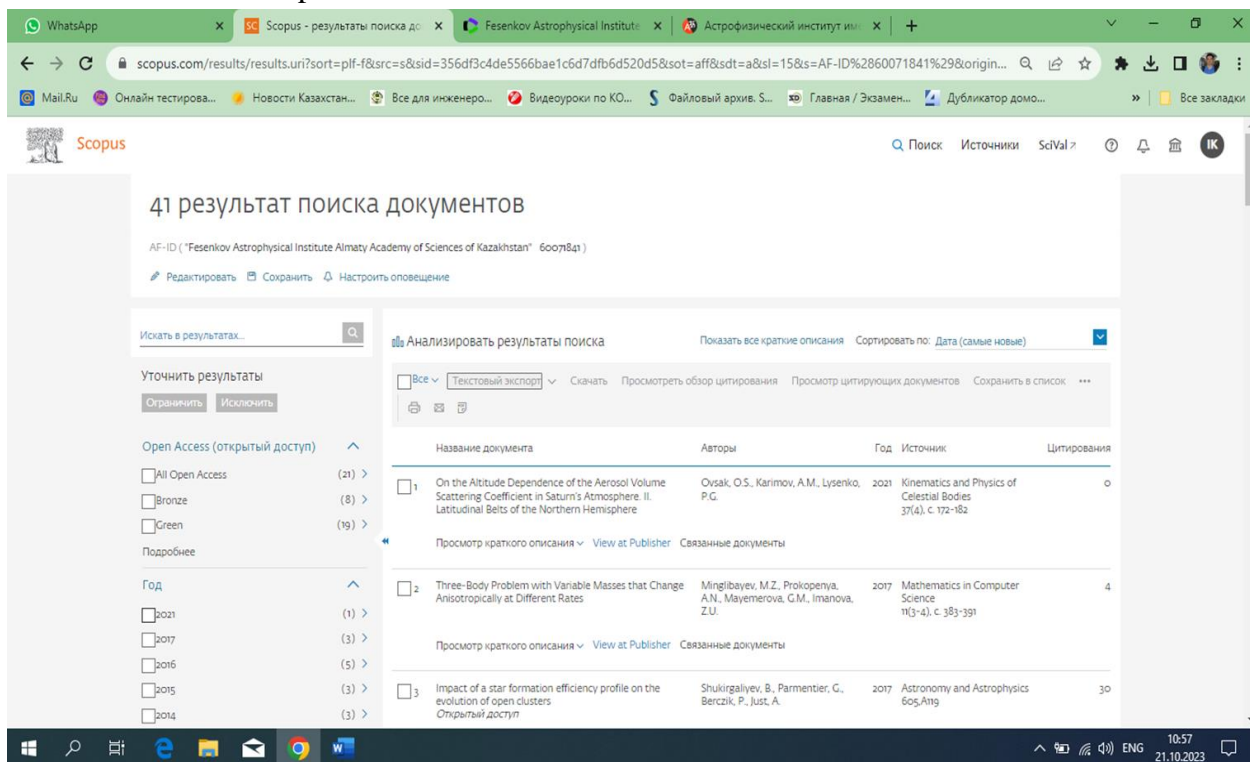 WhatsApp
Scopus - результаты поиска до
Fesenkov Astrophysical Institute
Астрофизический институт им
scopus.com/results/results.uri?sort=plf-f&src=s&sid=356df3c4de5566bae1c6d7dfb6d520d5&sot=aff&sdt=a&sl=15&s=AF-ID%2860071841%29&origin...
Mail.Ru
Онлайн тестирова...
Новости Казахстан...
Все для инженеро...
Видеоуроки по КО...
Файловый архив. S...
Главная / Экзамен...
Дубликатор домо...
»
Все закладки
Scopus
Поиск Источники SciVal
IK
41 результат поиска документов
AF-ID ( "Fesenkov Astrophysical Institute Almaty Academy of Sciences of Kazakhstan" 60071841 )
Редактировать Сохранить Настроить оповещение
Искать в результатах...
Уточнить результаты
Ограничить Исключить
Open Access (открытый доступ)
All Open Access (21)
Bronze (8)
Green (19)
Подробнее
Год
2021 (1)
2017 (3)
2016 (5)
2015 (3)
2014 (3)
Анализировать результаты поиска
Показать все краткие описания Сортировать по: Дата (самые новые)
Все Текстовый экспорт Скачать Просмотреть обзор цитирования Просмотр цитирующих документов Сохранить в список ...
Название документа Авторы Год Источник Цитирования
1 On the Altitude Dependence of the Aerosol Volume Ovsak, O.S., Karimov, A.M., Lysenko, 2021 Kinematics and Physics of 0
Scattering Coefficient in Saturn's Atmosphere. II. P.G. Celestial Bodies
Latitudinal Belts of the Northern Hemisphere 37(4), с. 172-182
Просмотр краткого описания View at Publisher Связанные документы
2 Three-Body Problem with Variable Masses that Change Minglibayev, M.Z., Prokopenya, 2017 Mathematics in Computer 4
Anisotropically at Different Rates A.N., Mayemerova, G.M., Imanova, Science
Z.U. 11(3-4), с. 383-391
Просмотр краткого описания View at Publisher Связанные документы
3 Impact of a star formation efficiency profile on the Shukirgaliyev, B., Parmentier, G., 2017 Astronomy and Astrophysics 30
evolution of open clusters Berczik, P., Just, A. 605,A119
Открытый доступ
ENG
10:57
21.10.2023